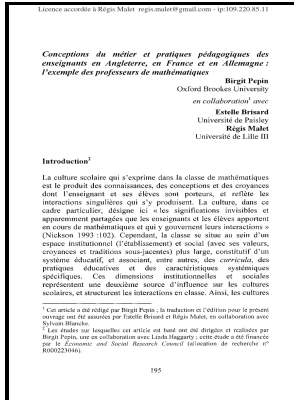 Licence accordée à Régis Malet regis.malet@gmail.com - ip:109.220.85.11
Conceptions du métier et pratiques pédagogiques des
enseignants en Angleterre, en France et en Allemagne :
l'exemple des professeurs de mathématiques
Birgit Pepin
Oxford Brookes University
en collaboration¹ avec
Estelle Brisard
Université de Paisley
Régis Malet
Université de Lille III
Introduction²
La culture scolaire qui s'exprime dans la classe de mathématiques
est le produit des connaissances, des conceptions et des croyances
dont l'enseignant et ses élèves sont porteurs, et reflète les
interactions singulières qui s'y produisent. La culture, dans ce
cadre particulier, désigne ici « les significations invisibles et
apparemment partagées que les enseignants et les élèves apportent
en cours de mathématiques et qui y gouvernent leurs interactions »
(Nickson 1993 :102). Cependant, la classe se situe au sein d'un
espace institutionnel (l'établissement) et social (avec ses valeurs,
croyances et traditions sous-jacentes) plus large, constitutif d'un
système éducatif, et associant, entre autres, des curricula, des
pratiques éducatives et des caractéristiques systémiques
spécifiques. Ces dimensions institutionnelles et sociales
représentent une deuxième source d'influence sur les cultures
scolaires, et structurent les interactions en classe. Ainsi, les cultures
¹ Cet article a été rédigé par Birgit Pepin ; la traduction et l'édition pour le présent
ouvrage ont été assurées par Estelle Brisard et Régis Malet, en collaboration avec
Sylvain Blanche.
² Les études sur lesquelles cet article est basé ont été dirigées et réalisées par
Birgit Pepin, une en collaboration avec Linda Haggarty ; cette étude a été financée
par le Economic and Social Research Council (allocation de recherche n°
R000223046).
195